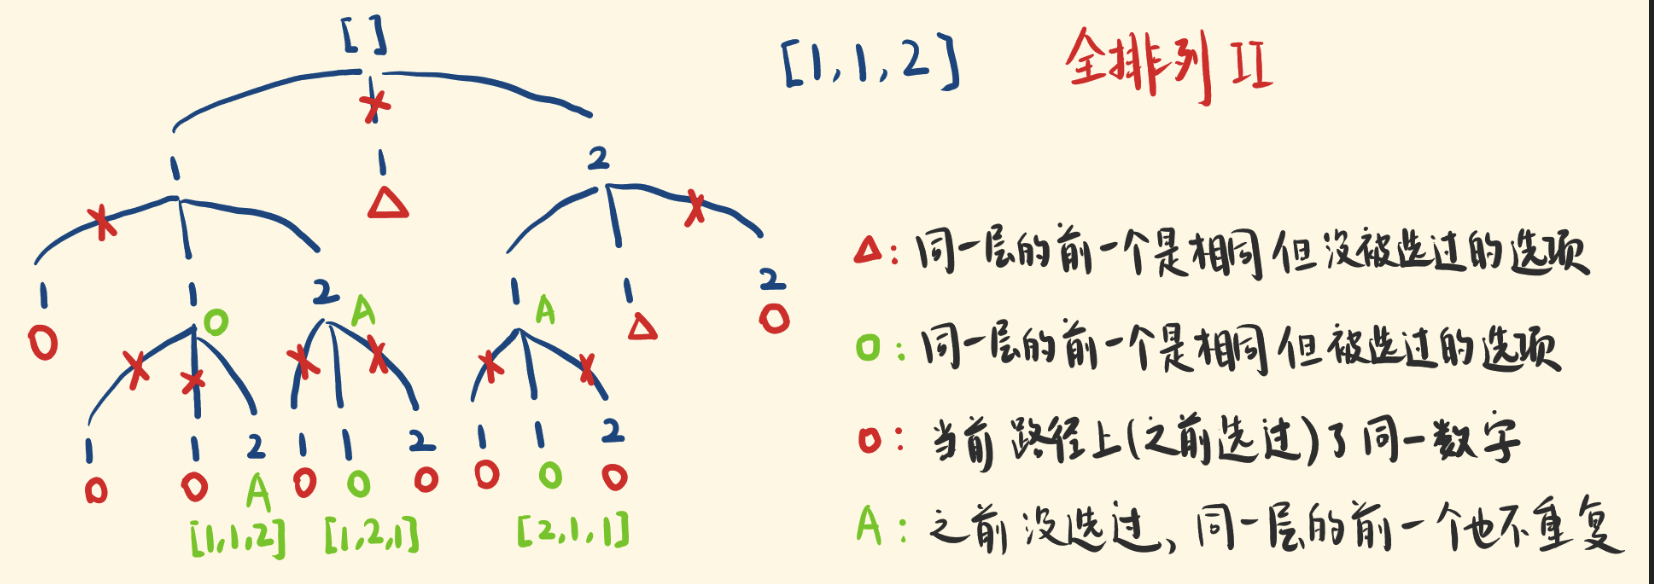 [] [1,1,2] 全排列 II
1 1 2
△
1 1 2 1 1 2
O O A A △ O
△: 同一层的前一个是相同但没被选过的选项
O: 同一层的前一个是相同但被选过的选项
1 1 2 1 1 2 1 1 2
O O A O O O O O O
O: 当前路径上(之前选过)了同一数字
[1,1,2] [1,2,1] [2,1,1]
A: 之前没选过、同一层的前一个也不重复